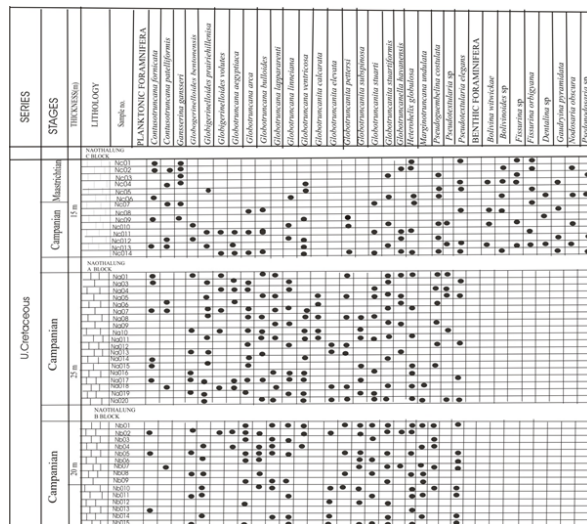 SERIES
STAGES
THICKNESS(m)
LITHOLOGY
Sample no.
PLANKTONIC FORAMNIFERA
Contusotruncana fornicata
Contusotruncana patelliformis
Gansserina gansseri
Globigerinelloides bentonensis
Globigerinelloides prairiehillensis
Globigerinelloides volutes
Globotruncana aegyptiaca
Globotruncana arca
Globotruncana bulloides
Globotruncana lapparenti
Globotruncana linneiana
Globotruncana ventricosa
Globotruncanita calcarata
Globotruncanita elevata
Globotruncanita pettersi
Globotruncanita subspinosa
Globotruncanita stuarti
Globotruncanita stuartiformis
Globotruncanella havanensis
Heterohelix globulosa
Marginotruncana undulata
Pseudoguembelina costulata
Pseudotextularia sp
Pseudotextularia elegans
BENTHIC FORAMINIFERA
Bolivina
Bolivinoides sp
Fissurina sp
Fissurina orbignyana
Dentalina sp
Gaudryina pyramidata
Nodosaria obscura
U.Cretaceous
Maastrichtian
Campanian
15 m
NAOTHALUNG
C BLOCK
Nc01
Nc02
Nc03
Nc04
Nc05
Nc06
Nc07
Nc08
Nc09
Nc010
Nc011
Nc012
Nc013
Nc014
Campanian
25 m
NAOTHALUNG
A BLOCK
Na01
Na03
Na04
Na05
Na06
Na07
Na08
Na09
Na10
Na011
Na012
Na013
Na014
Na015
Na016
Na017
Na018
Na019
Na020
Campanian
20 m
NAOTHALUNG
B BLOCK
Nb01
Nb02
Nb03
Nb04
Nb05
Nb06
Nb07
Nb08
Nb09
Nb010
Nb011
Nb012
Nb013
Nb014
Nb015